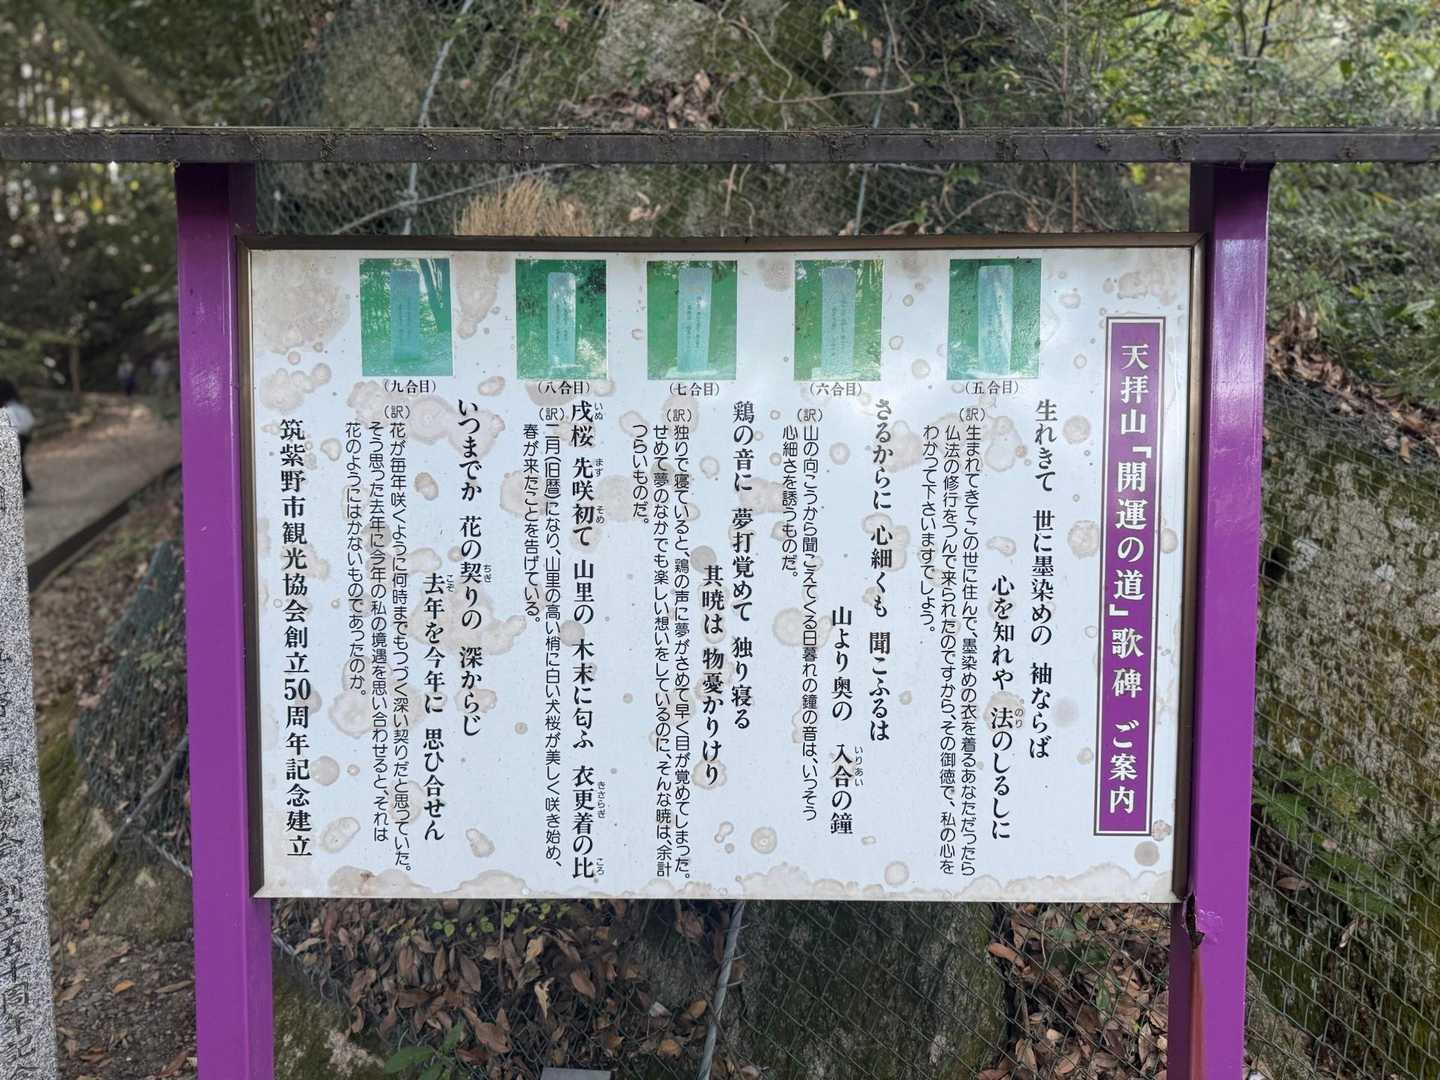 天拝山「開運の道」歌碑 ご案内
(五合目)
生れきて 世に墨染めの 袖ならば
心を知れや 法のしるしに
のり
(訳)生まれてきてこの世に住んで、墨染めの衣を着るあなただったら
仏法の修行をつんで来られたのですから、その御徳で、私の心を
わかって下さいますでしょう。
(六合目)
さるからに 心細くも 聞こふるは
山より奥の 入合の鐘
いりあい
(訳)山の向こうから聞こえてくる日暮れの鐘の音は、いっそう
心細さを誘うものだ。
(七合目)
鶏の音に 夢打覚めて 独り寝る
其暁は 物憂かりけり
(訳)独りで寝ていると、鶏の声に夢がさめて早く目が覚めてしまった。
せめて夢のなかでも楽しい想いをしているのに、そんな暁は、余計
つらいものだ。
(八合目)
戌桜 先咲初て 山里の 木末に匂ふ 衣更着の比
いぬ まず そめ きさらぎ ころ
(訳)二月(旧暦)になり、山里の高い梢に白い犬桜が美しく咲き始め、
春が来たことを告げている。
(九合目)
いつまでか 花の契りの 深からじ
ちぎ
去年を今年に 思ひ合せん
こぞ
(訳)花が毎年咲くように何時までもつづく深い契りだと思っていた。
そう思った去年に今年の私の境遇を思い合わせると、それは
花のようにはかないものであったのか。
筑紫野市観光協会創立50周年記念建立